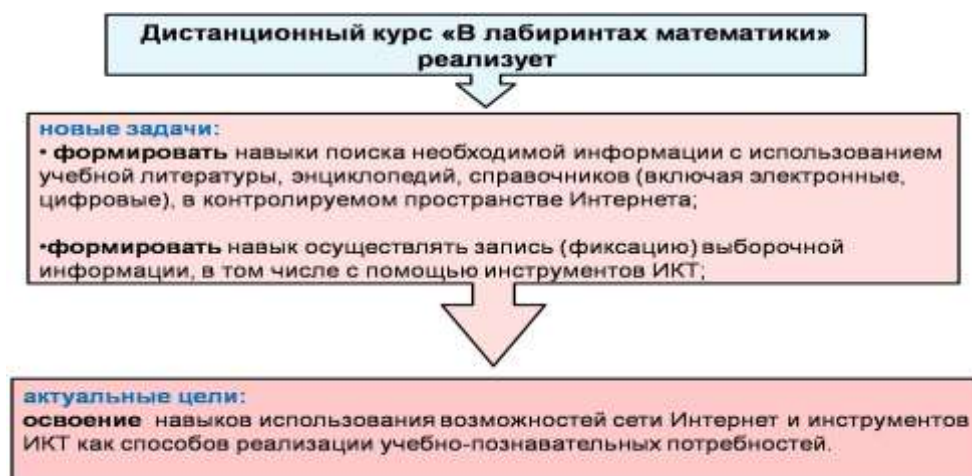 Дистанционный курс «В лабиринтах математики»
реализует
новые задачи:
• формировать навыки поиска необходимой информации с использованием
учебной литературы, энциклопедий, справочников (включая электронные,
цифровые), в контролируемом пространстве Интернета;
•формировать навык осуществлять запись (фиксацию) выборочной
информации, в том числе с помощью инструментов ИКТ;
актуальные цели:
освоение навыков использования возможностей сети Интернет и инструментов
ИКТ как способов реализации учебно-познавательных потребностей.